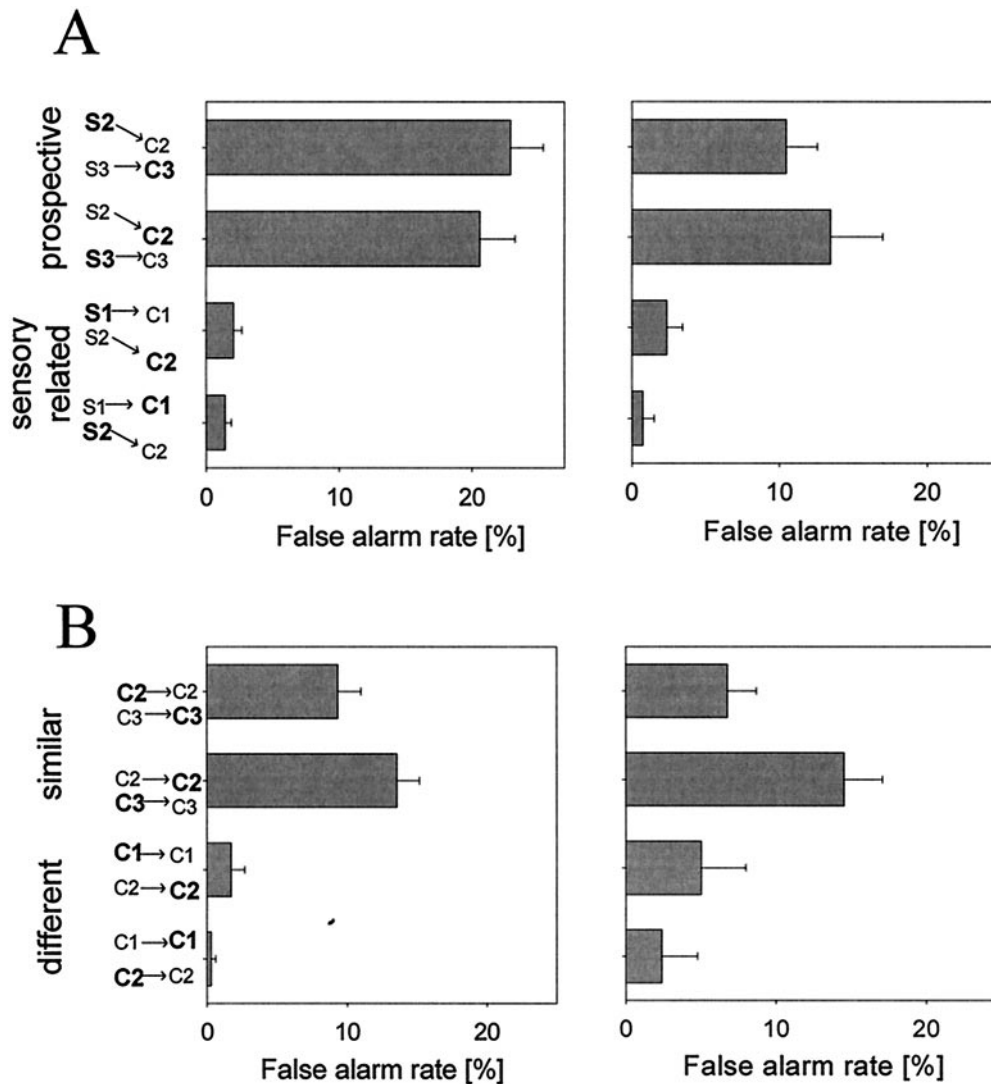 A
prospective
S2
C2
S3 → C3
S2
C2
S3 → C3
sensory
related
S1 → C1
S2
C2
S1 → C1
S2
C2
0 10 20
False alarm rate [%]
0 10 20
False alarm rate [%]
B
similar
C2 → C2
C3 → C3
C2 → C2
C3 → C3
different
C1 → C1
C2 → C2
C1 → C1
C2 → C2
0 10 20
False alarm rate [%]
0 10 20
False alarm rate [%]